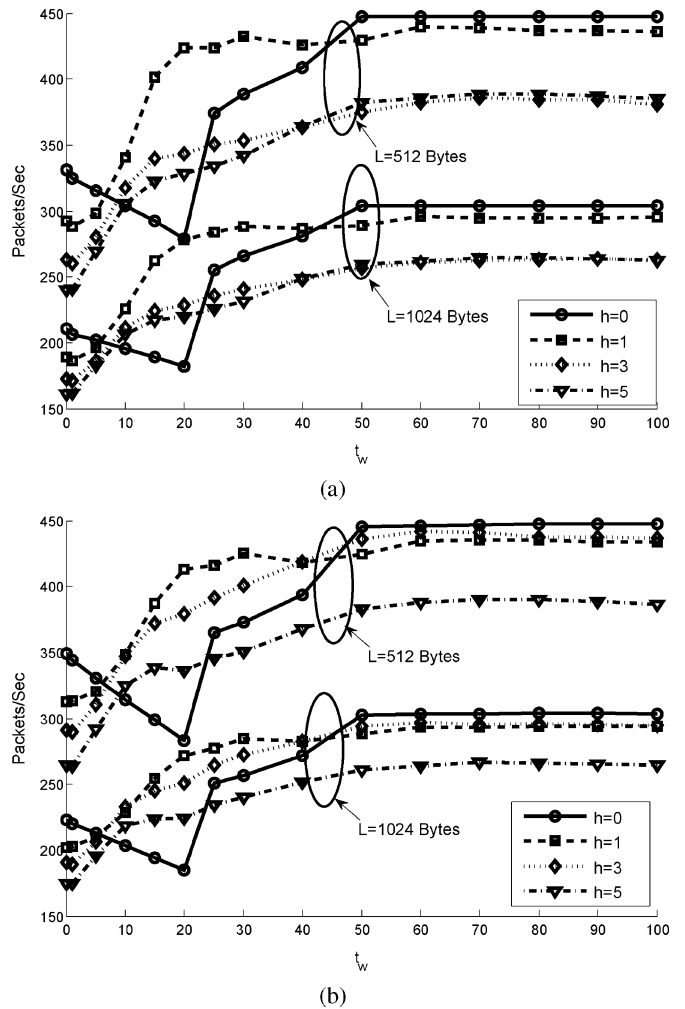 450
400
350
300
250
200
150
Packets/Sec
L=512 Bytes
L=1024 Bytes
h=0
h=1
h=3
h=5
0 10 20 30 40 50 60 70 80 90 100
tw
(a)
450
400
350
300
250
200
150
Packets/Sec
L=512 Bytes
L=1024 Bytes
h=0
h=1
h=3
h=5
0 10 20 30 40 50 60 70 80 90 100
tw
(b)